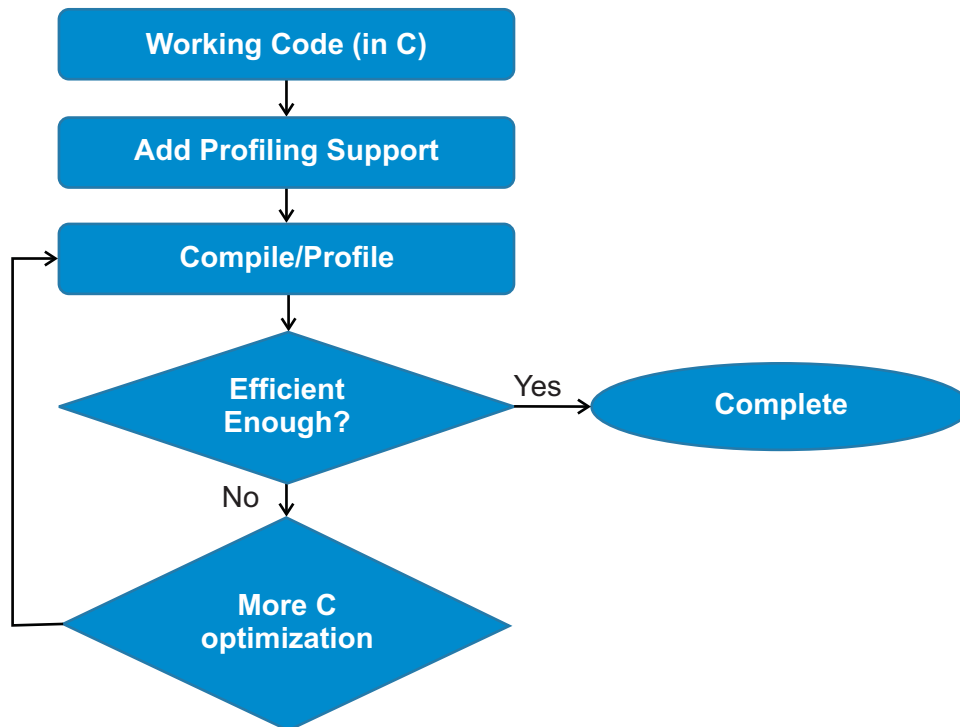 Working Code (in C)
Add Profiling Support
Compile/Profile
Efficient
Enough?
Yes
Complete
No
More C
optimization